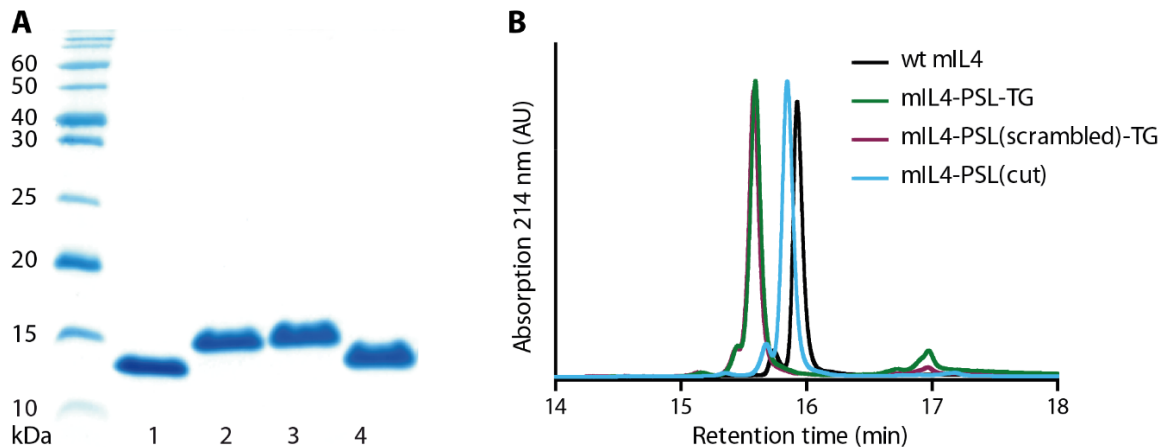 A
60
50
40
30
25
20
15
10
kDa 1 2 3 4
B
Absorption 214 nm (AU)
wt mIL4
mIL4-PSL-TG
mIL4-PSL(scrambled)-TG
mIL4-PSL(cut)
14 15 16 17 18
Retention time (min)